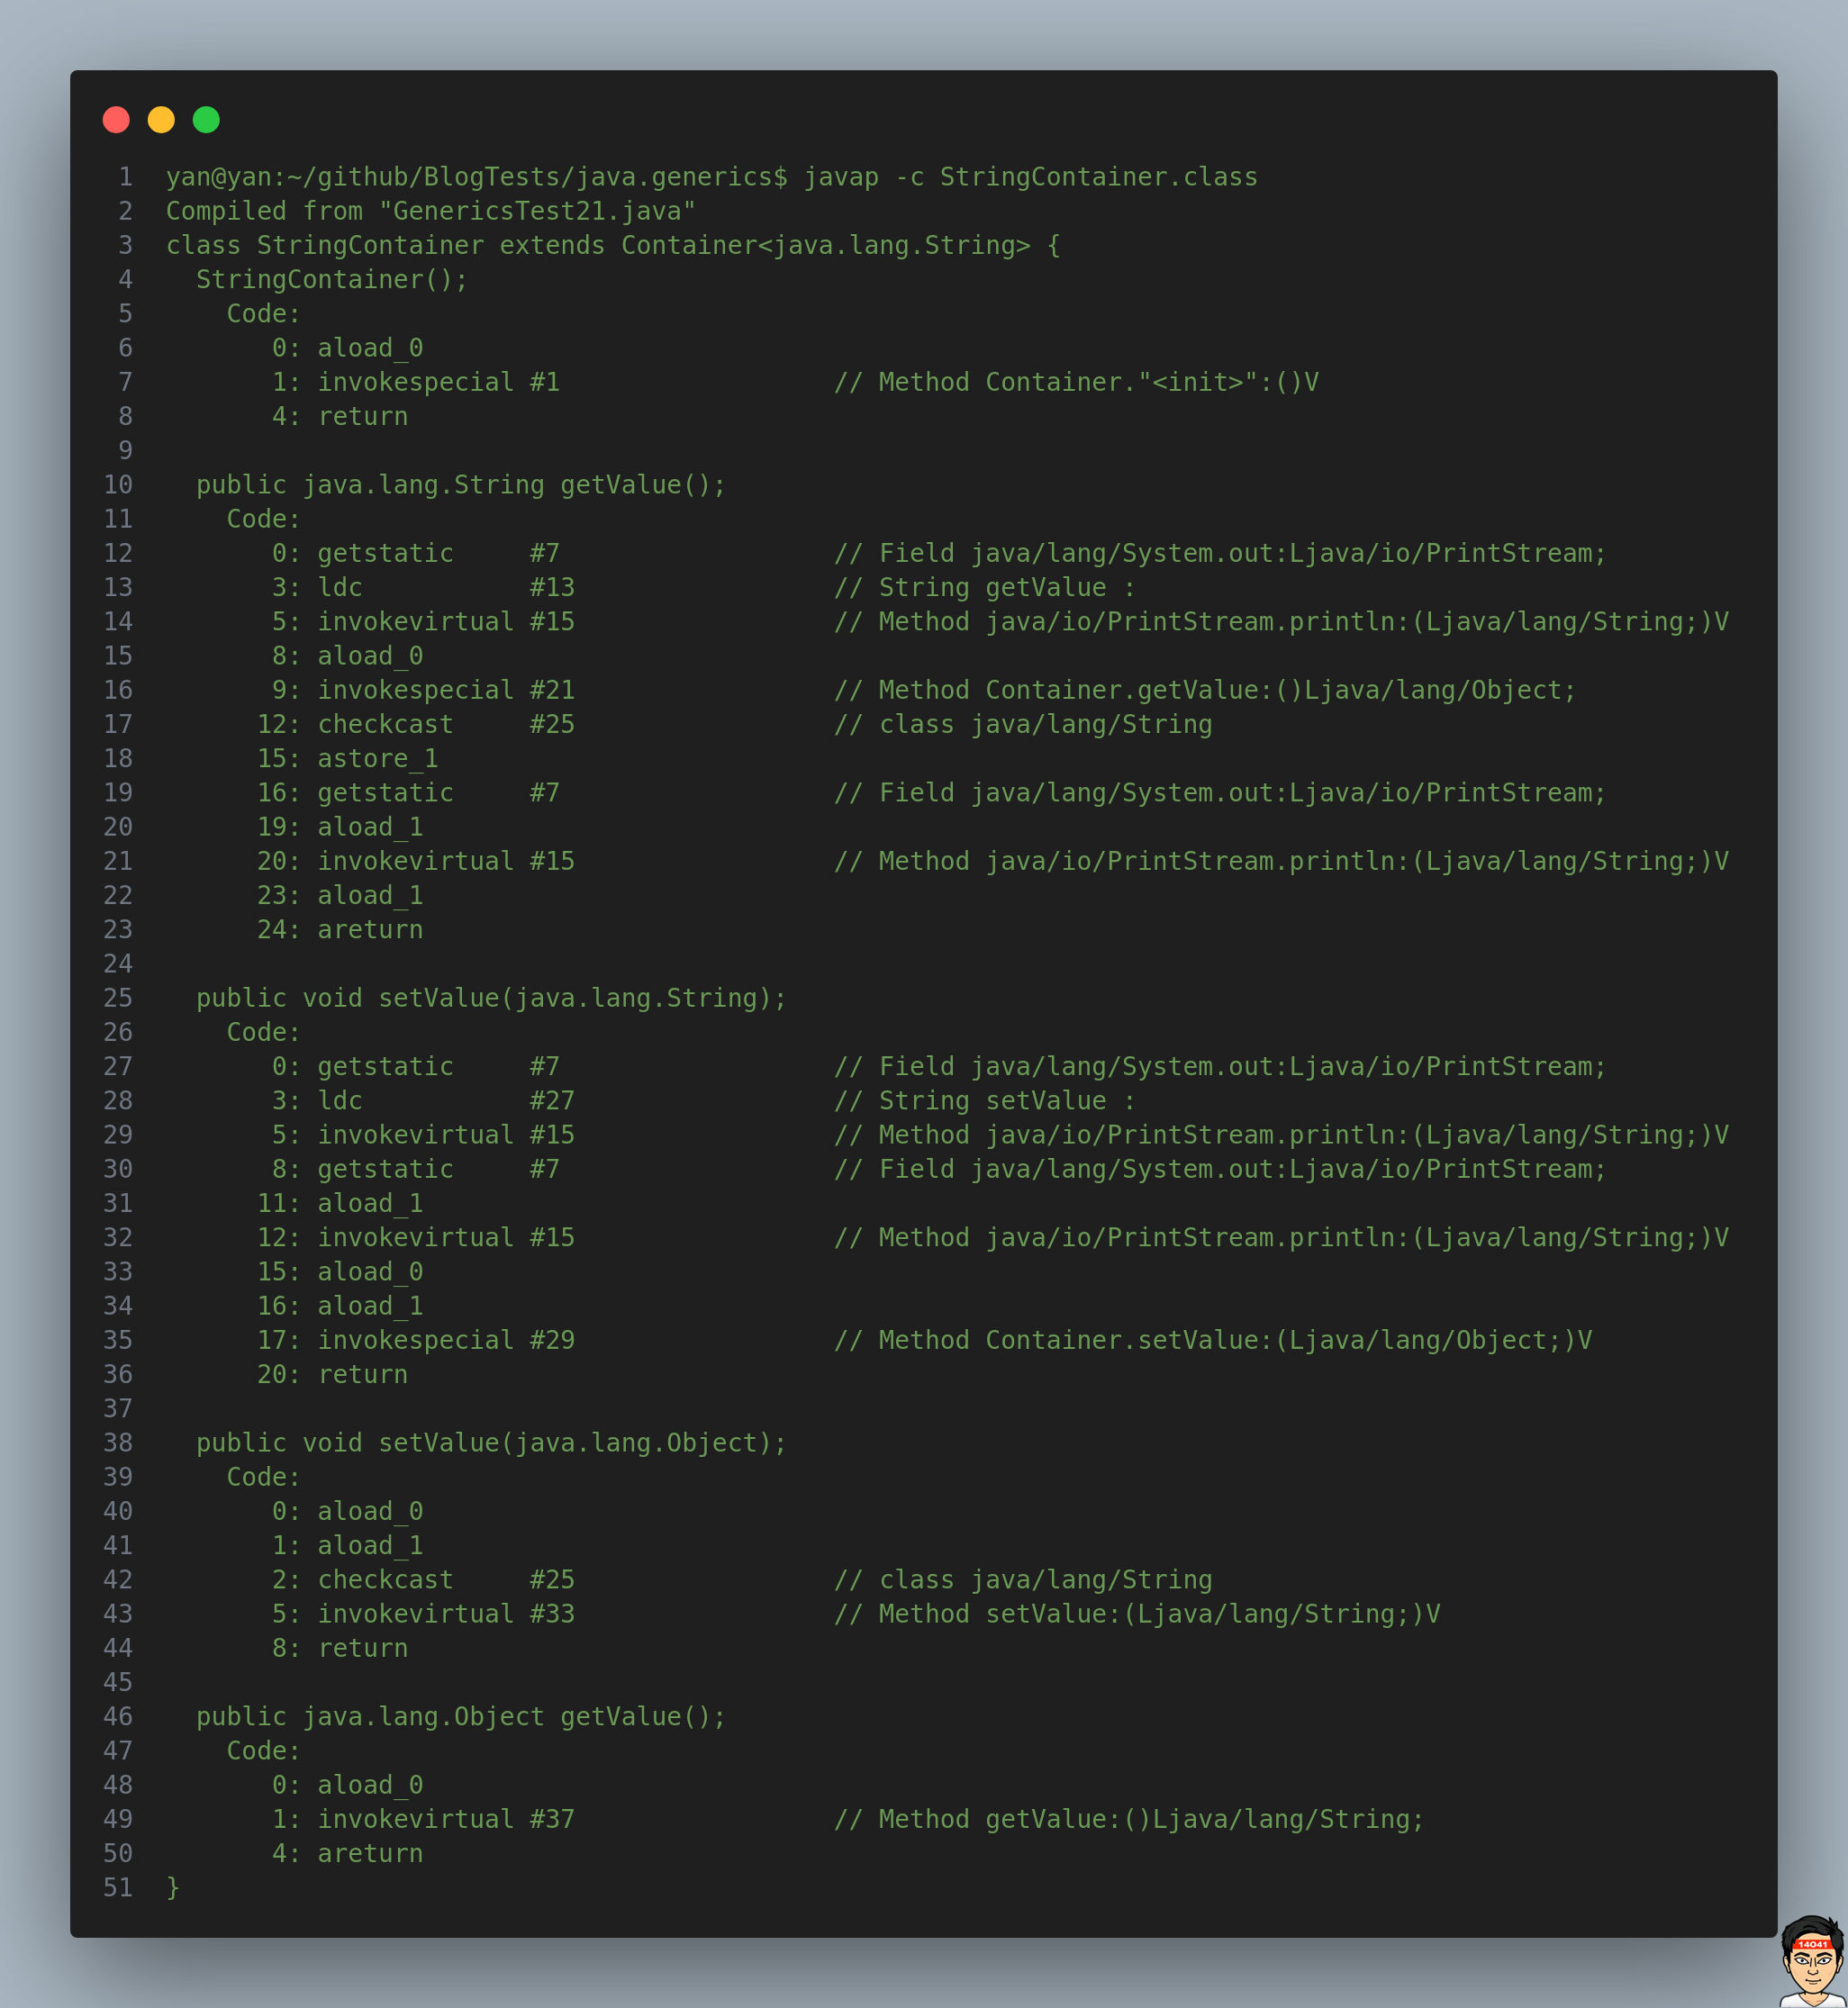 1 yan@yan:~/github/BlogTests/java.generics$ javap -c StringContainer.class
2 Compiled from "GenericsTest21.java"
3 class StringContainer extends Container<java.lang.String> {
4   StringContainer();
5     Code:
6        0: aload_0
7        1: invokespecial #1                  // Method Container."<init>":()V
8        4: return
9
10   public java.lang.String getValue();
11     Code:
12        0: getstatic     #7                  // Field java/lang/System.out:Ljava/io/PrintStream;
13        3: ldc           #13                 // String getValue :
14        5: invokevirtual #15                 // Method java/io/PrintStream.println:(Ljava/lang/String;)V
15        8: aload_0
16        9: invokespecial #21                 // Method Container.getValue:()Ljava/lang/Object;
17       12: checkcast     #25                 // class java/lang/String
18       15: astore_1
19       16: getstatic     #7                  // Field java/lang/System.out:Ljava/io/PrintStream;
20       19: aload_1
21       20: invokevirtual #15                 // Method java/io/PrintStream.println:(Ljava/lang/String;)V
22       23: aload_1
23       24: areturn
24
25   public void setValue(java.lang.String);
26     Code:
27        0: getstatic     #7                  // Field java/lang/System.out:Ljava/io/PrintStream;
28        3: ldc           #27                 // String setValue :
29        5: invokevirtual #15                 // Method java/io/PrintStream.println:(Ljava/lang/String;)V
30        8: getstatic     #7                  // Field java/lang/System.out:Ljava/io/PrintStream;
31       11: aload_1
32       12: invokevirtual #15                 // Method java/io/PrintStream.println:(Ljava/lang/String;)V
33       15: aload_0
34       16: aload_1
35       17: invokespecial #29                 // Method Container.setValue:(Ljava/lang/Object;)V
36       20: return
37
38   public void setValue(java.lang.Object);
39     Code:
40        0: aload_0
41        1: aload_1
42        2: checkcast     #25                 // class java/lang/String
43        5: invokevirtual #33                 // Method setValue:(Ljava/lang/String;)V
44        8: return
45
46   public java.lang.Object getValue();
47     Code:
48        0: aload_0
49        1: invokevirtual #37                 // Method getValue:()Ljava/lang/String;
50        4: areturn
51 }
14041